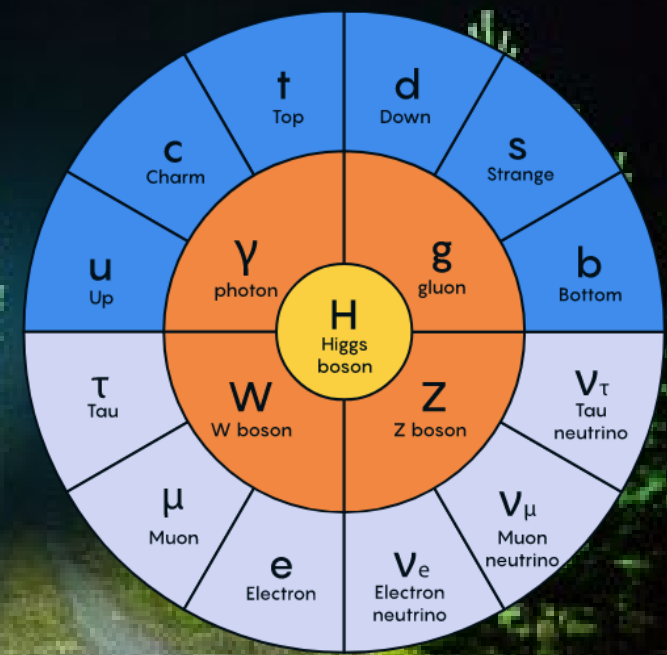 t
Top
d
Down
c
Charm
s
Strange
u
Up
γ
photon
g
gluon
b
Bottom
H
Higgs
boson
τ
Tau
W
W boson
Z
Z boson
ντ
Tau
neutrino
μ
Muon
νμ
Muon
neutrino
e
Electron
νe
Electron
neutrino